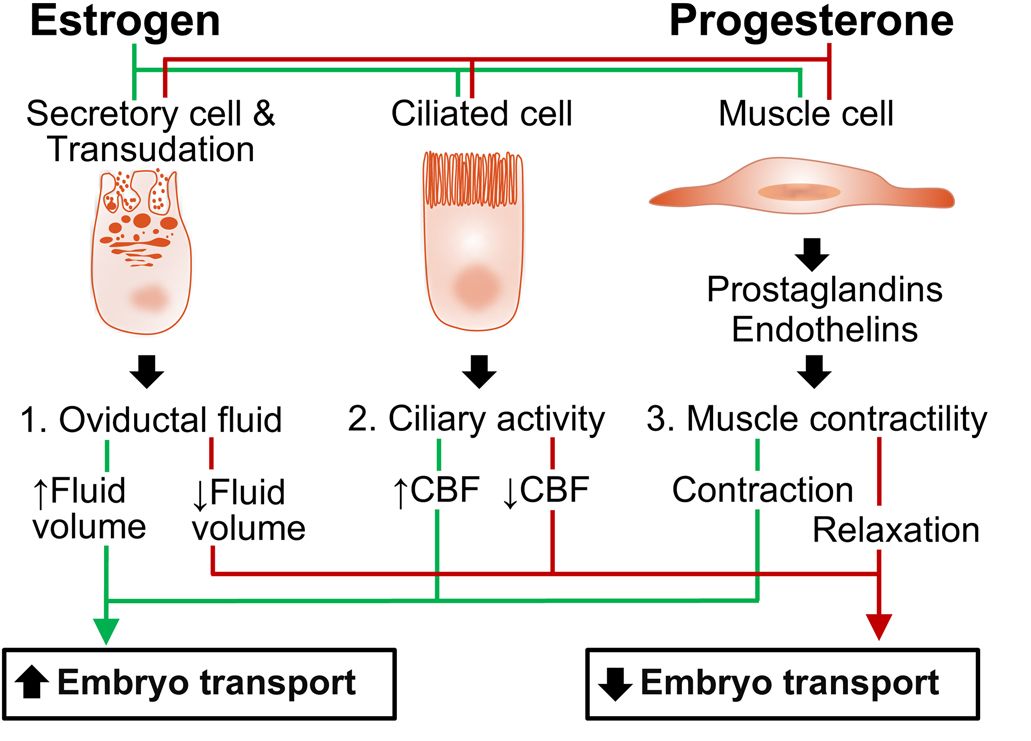 Estrogen
Progesterone
Secretory cell &
Transudation
Ciliated cell
Muscle cell
Prostaglandins
Endothelins
1. Oviductal fluid
2. Ciliary activity
3. Muscle contractility
↑Fluid
volume
↓Fluid
volume
↑CBF
↓CBF
Contraction
Relaxation
Embryo transport
Embryo transport